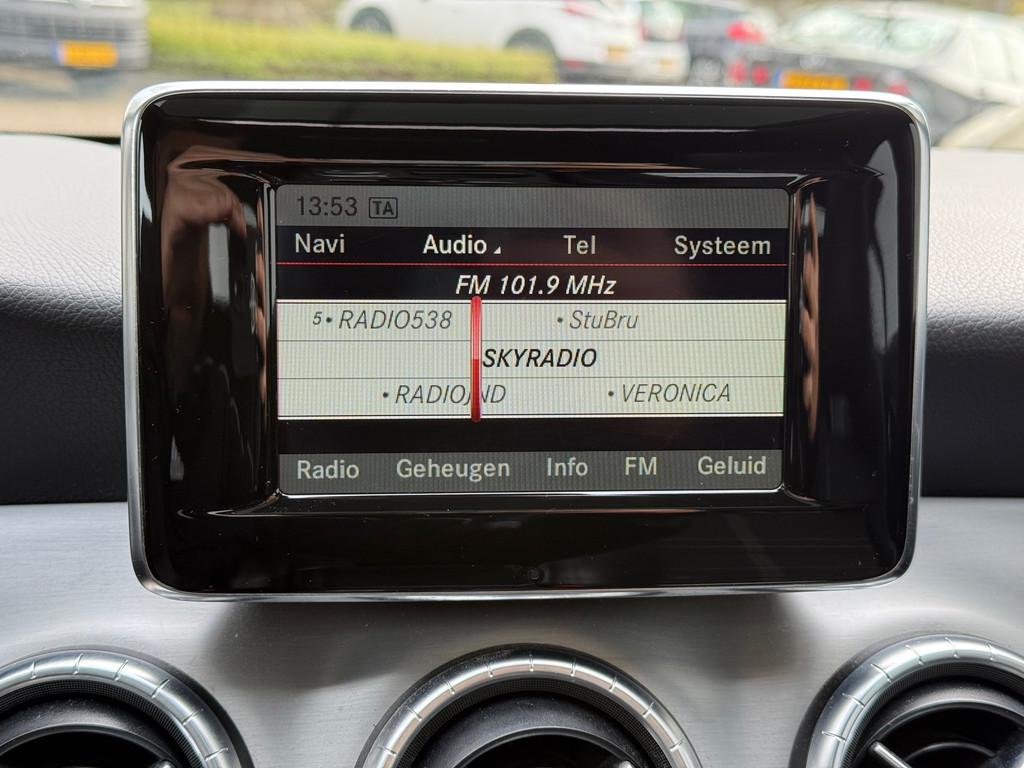 13:53 TA
Navi Audio Tel Systeem
FM 101.9 MHz
5• RADIO538 • StuBru
SKYRADIO
• VERONICA
Radio Geheugen Info FM Geluid